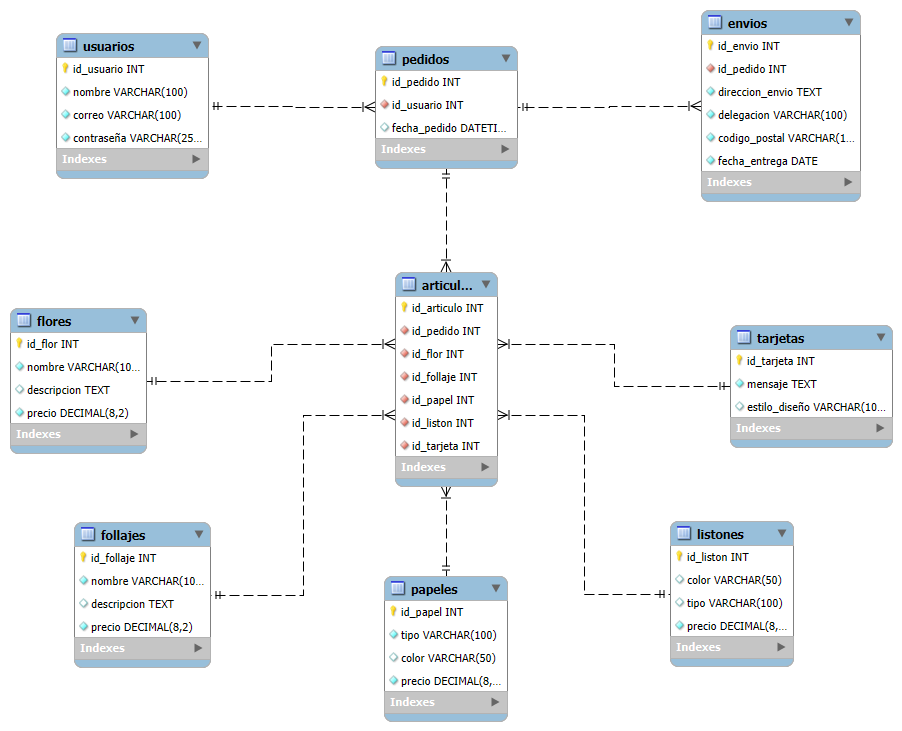 usuarios
id_usuario INT
nombre VARCHAR(100)
correo VARCHAR(100)
contraseña VARCHAR(25...
Indexes
pedidos
id_pedido INT
id_usuario INT
fecha_pedido DATETI...
Indexes
envios
id_envio INT
id_pedido INT
direccion_envio TEXT
delegacion VARCHAR(100)
codigo_postal VARCHAR(1...
fecha_entrega DATE
Indexes
flores
id_flor INT
nombre VARCHAR(10...
descripcion TEXT
precio DECIMAL(8,2)
Indexes
articul...
id_articulo INT
id_pedido INT
id_flor INT
id_follaje INT
id_papel INT
id_liston INT
id_tarjeta INT
Indexes
tarjetas
id_tarjeta INT
mensaje TEXT
estilo_diseño VARCHAR(10...
Indexes
follajes
id_follaje INT
nombre VARCHAR(10...
descripcion TEXT
precio DECIMAL(8,2)
Indexes
papeles
id_papel INT
tipo VARCHAR(100)
color VARCHAR(50)
precio DECIMAL(8,...
Indexes
listones
id_liston INT
color VARCHAR(50)
tipo VARCHAR(100)
precio DECIMAL(8,...
Indexes